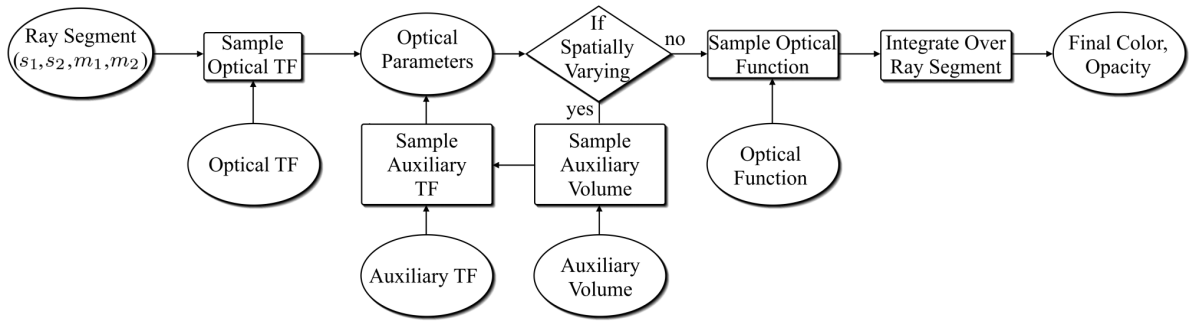 Ray Segment
(s₁,s₂,m₁,m₂)
Sample
Optical TF
Optical
Parameters
If
Spatially
Varying
no
yes
Sample Optical
Function
Integrate Over
Ray Segment
Final Color,
Opacity
Optical TF
Sample
Auxiliary
TF
Sample
Auxiliary
Volume
Optical
Function
Auxiliary TF
Auxiliary
Volume